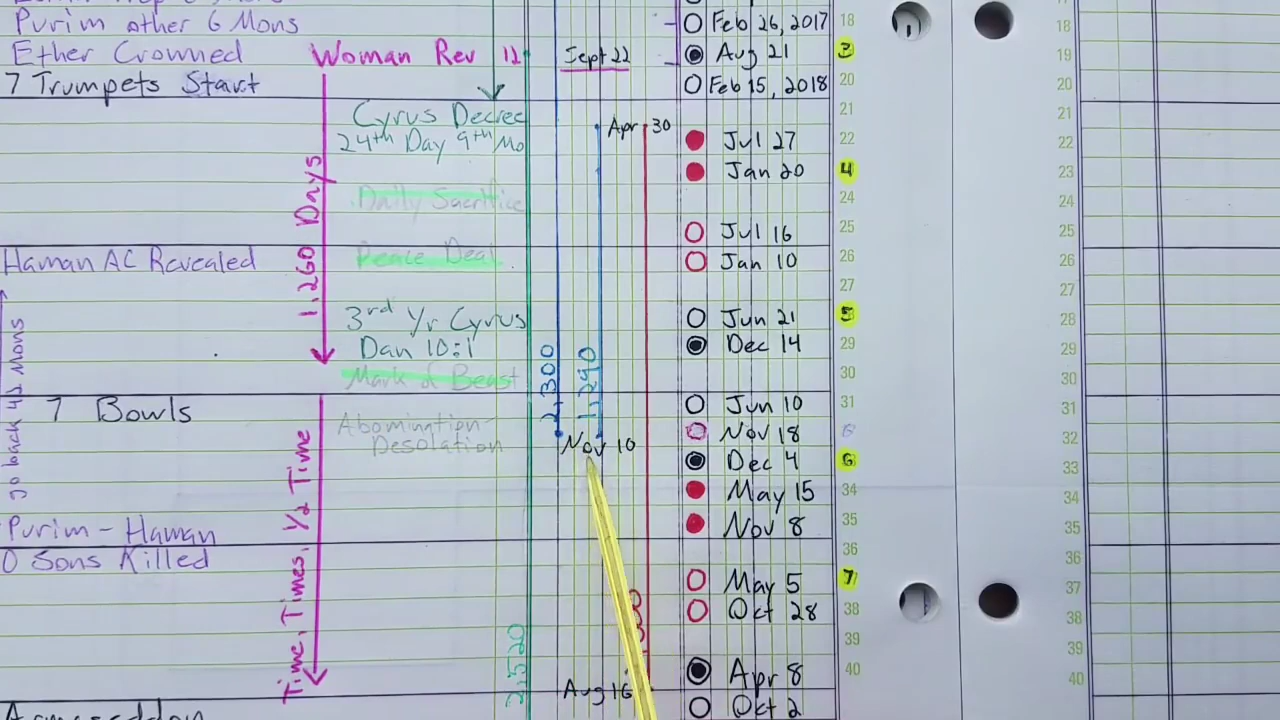 Purim other 6 Mons
Feb 26, 2017
18
Ether Crowned
Woman Rev 12
Sept 22
Aug 21
19
3
7 Trumpets Start
Feb 15, 2018
20
Cyrus Decree
24th Day 9th Mo
Apr 30
21
Jul 27
22
Jan 20
23
4
Daily Sacrifice
24
Jul 16
25
Haman AC Revealed
Peace Deal
Jan 10
26
27
1,260 Days
3rd Yr Cyrus
Dan 10:1
Jun 21
28
5
Dec 14
29
Mark of Beast
30
2,300
1,290
7 Bowls
Jun 10
31
Abomination
Desolation
Nov 18
32
Nov 10
Dec 4
33
6
go back 42 Mons
May 15
34
Purim - Haman
Nov 8
35
0 Sons Killed
36
Time, Times, 1/2 Time
May 5
37
7
Oct 28
38
39
2,520
Apr 8
40
Aug 16
Oct 2
Armageddon